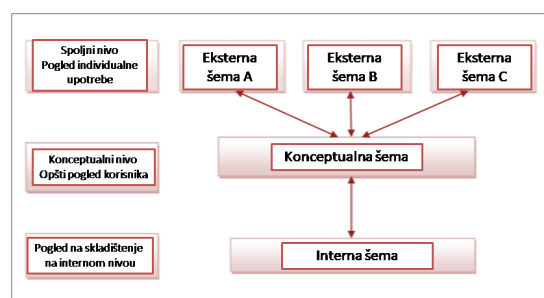 Spoljni nivo
Pogled individualne
upotrebe
Eksterna
šema A
Eksterna
šema B
Eksterna
šema C
Konceptualni nivo
Opšti pogled korisnika
Konceptualna šema
Pogled na skladištenje
na internom nivou
Interna šema